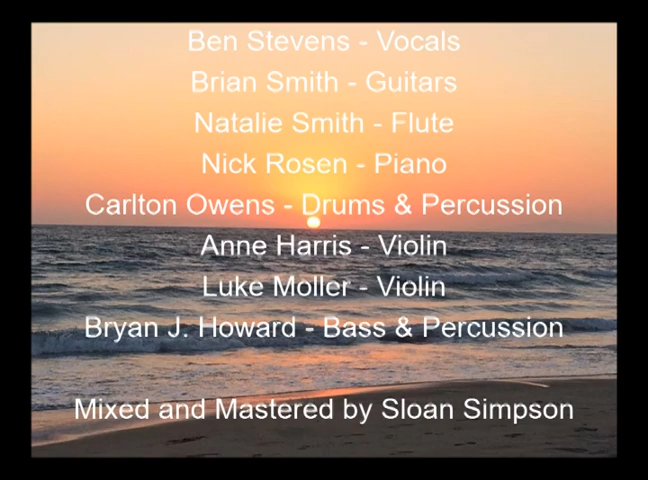 Ben Stevens - Vocals
Brian Smith - Guitars
Natalie Smith - Flute
Nick Rosen - Piano
Carlton Owens - Drums & Percussion
Anne Harris - Violin
Luke Moller - Violin
Bryan J. Howard - Bass & Percussion
Mixed and Mastered by Sloan Simpson